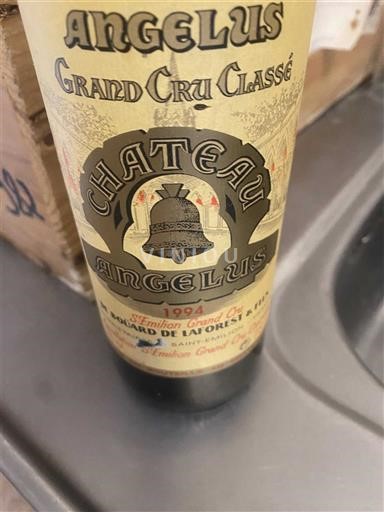 ANGELUS
GRAND CRU CLASSÉ
CHATEAU
ANGELUS
1994
St Emilion Grand Cru
BOUARD DE LAFOREST & FILS
SAINT-EMILION
St Emilion Grand Cru
VINIOU